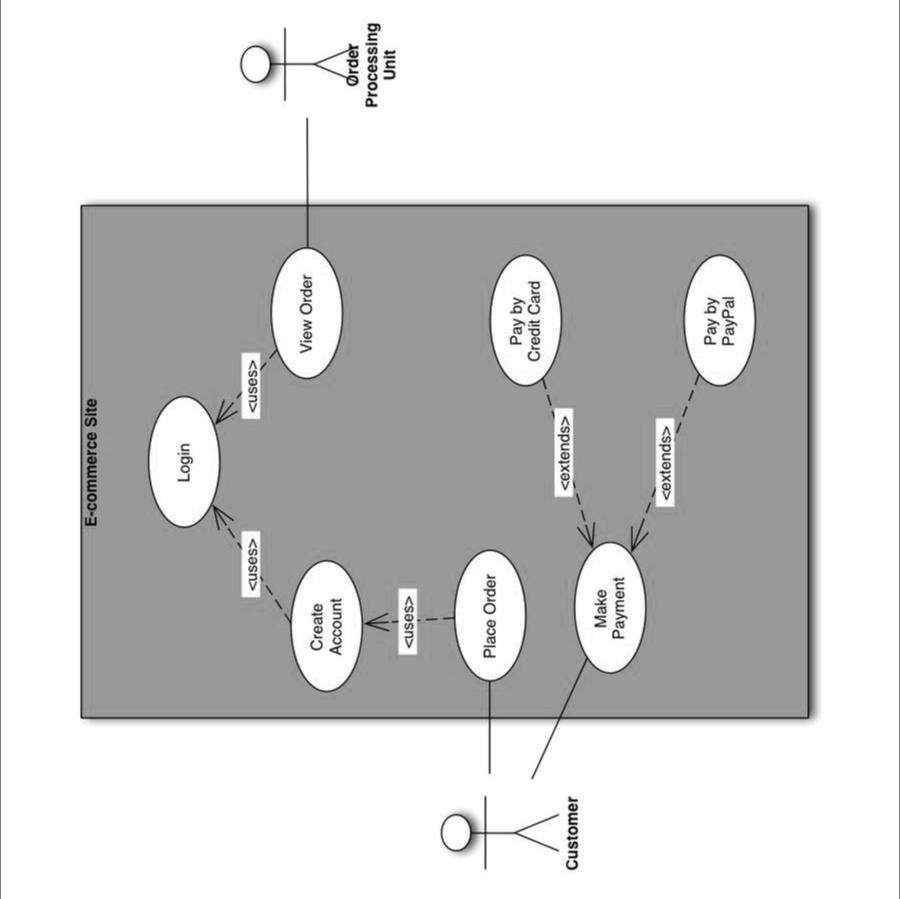 E-commerce Site
Login
<uses>
<uses>
Create
Account
View Order
<uses>
Place Order
Pay by
Credit Card
<extends>
Make
Payment
<extends>
Pay by
PayPal
Customer
Order
Processing
Unit